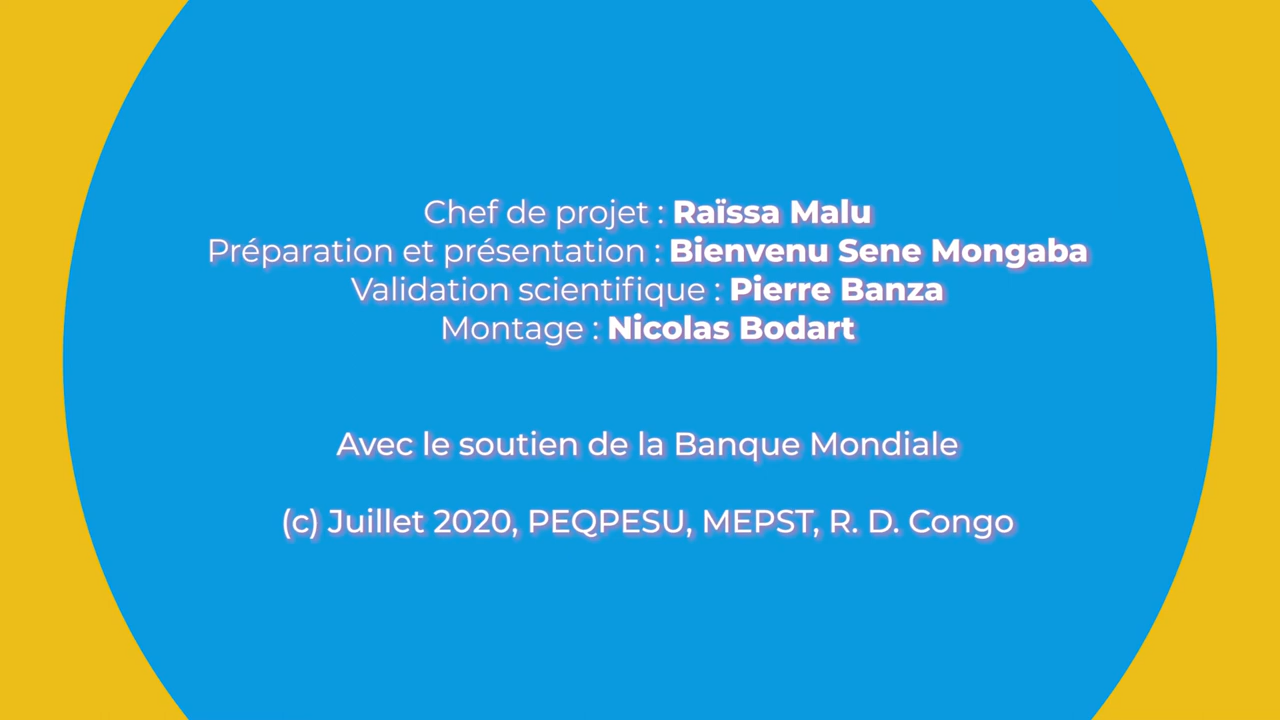 Chef de projet : Raïssa Malu
Préparation et présentation : Bienvenu Sene Mongaba
Validation scientifique : Pierre Banza
Montage : Nicolas Bodart
Avec le soutien de la Banque Mondiale
(c) Juillet 2020, PEQPESU, MEPST, R. D. Congo